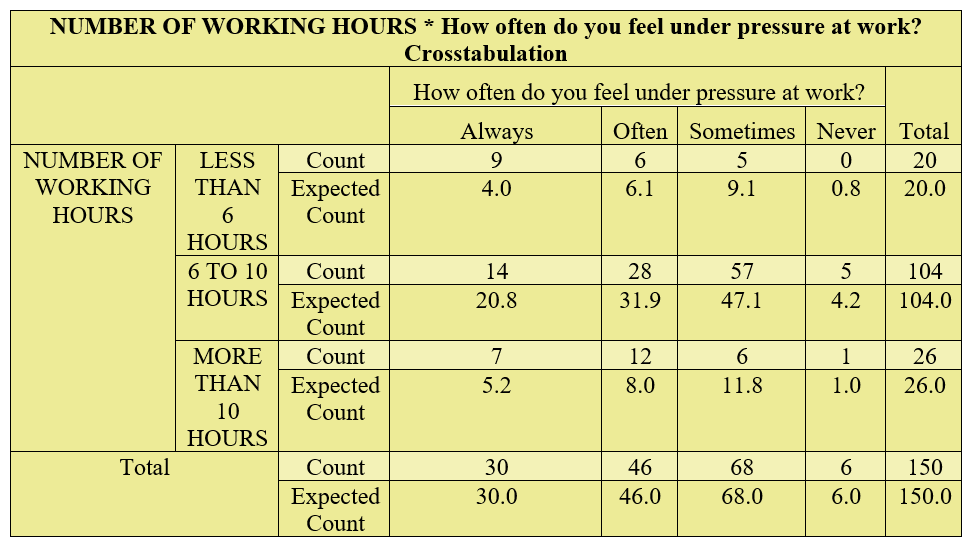 NUMBER OF WORKING HOURS * How often do you feel under pressure at work?
Crosstabulation
How often do you feel under pressure at work?
Always Often Sometimes Never Total
NUMBER OF WORKING HOURS LESS THAN 6 HOURS Count 9 6 5 0 20
Expected Count 4.0 6.1 9.1 0.8 20.0
6 TO 10 HOURS Count 14 28 57 5 104
Expected Count 20.8 31.9 47.1 4.2 104.0
MORE THAN 10 HOURS Count 7 12 6 1 26
Expected Count 5.2 8.0 11.8 1.0 26.0
Total Count 30 46 68 6 150
Expected Count 30.0 46.0 68.0 6.0 150.0